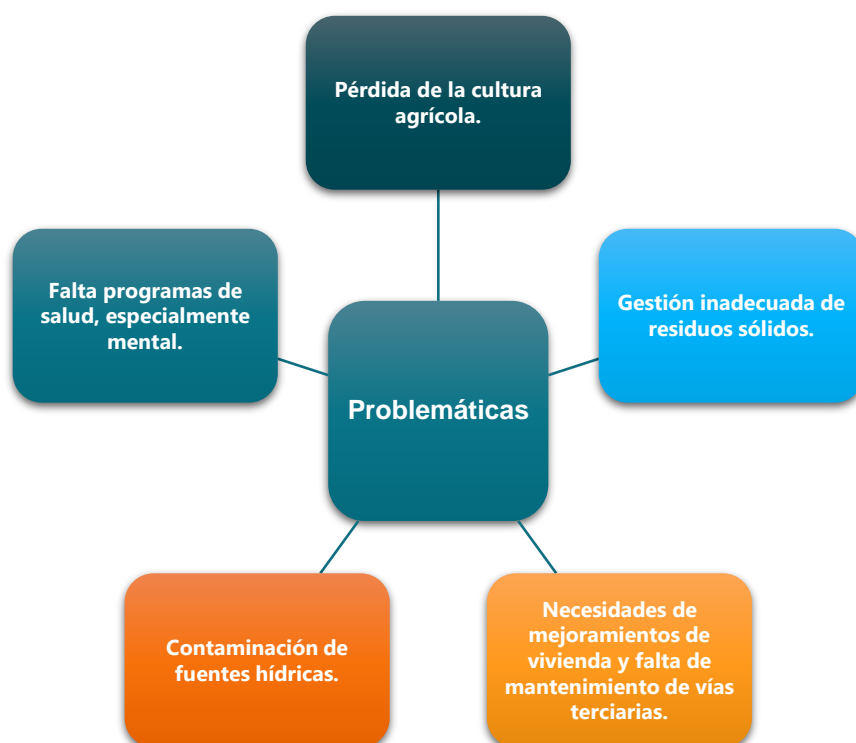 Pérdida de la cultura
agrícola.
Falta programas de
salud, especialmente
mental.
Gestión inadecuada de
residuos sólidos.
Problemáticas
Contaminación de
fuentes hídricas.
Necesidades de
mejoramientos de
vivienda y falta de
mantenimiento de vías
terciarias.